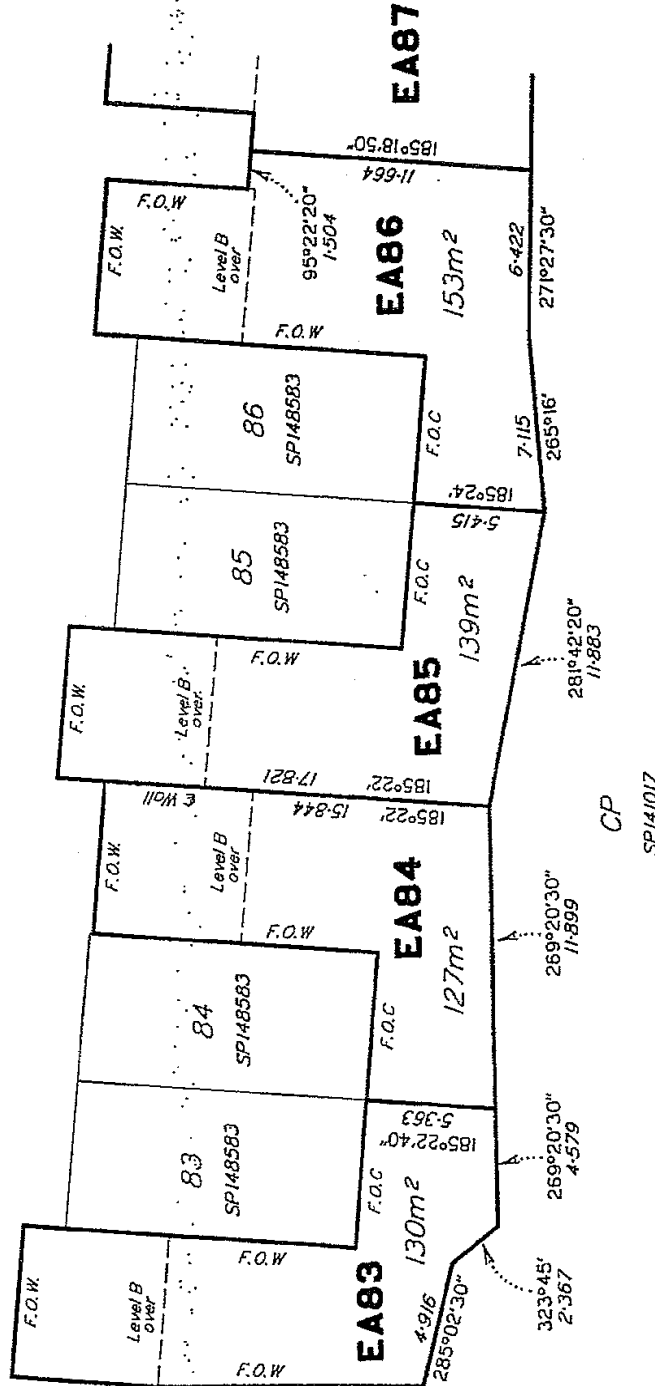 EA87
185°18'50"
11·664
F.O.W.
F.O.W
Level B
over
95°22'20"
1·504
EA86
153m²
6·422
271°27'30"
F.O.W
86
SP148583
F.O.C
7·115
265°16'
185°24'
5·415
85
SP148583
F.O.C
139m²
281°42'20"
11·883
F.O.W.
Level B
over
F.O.W
EA85
17·821
185°22'
℄ Wall
15·844
185°22'
F.O.W.
Level B
over
F.O.W
EA84
127m²
269°20'30"
11·899
CP
SP141017
84
SP148583
F.O.C
5·363
185°22'40"
83
SP148583
F.O.C
130m²
269°20'30"
4·579
323°45'
2·367
F.O.W.
Level B
over
F.O.W
F.O.W
EA83
4·916
285°02'30"